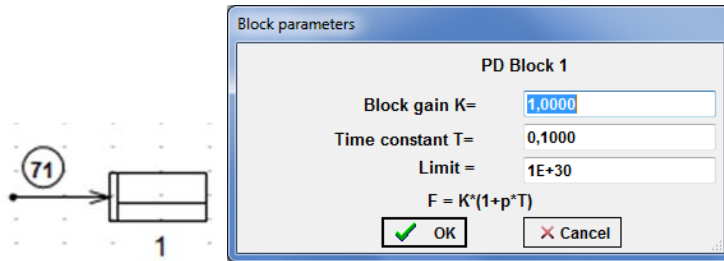 71
1
Block parameters
PD Block 1
Block gain K= 1,0000
Time constant T= 0,1000
Limit = 1E+30
F = K*(1+p*T)
OK Cancel